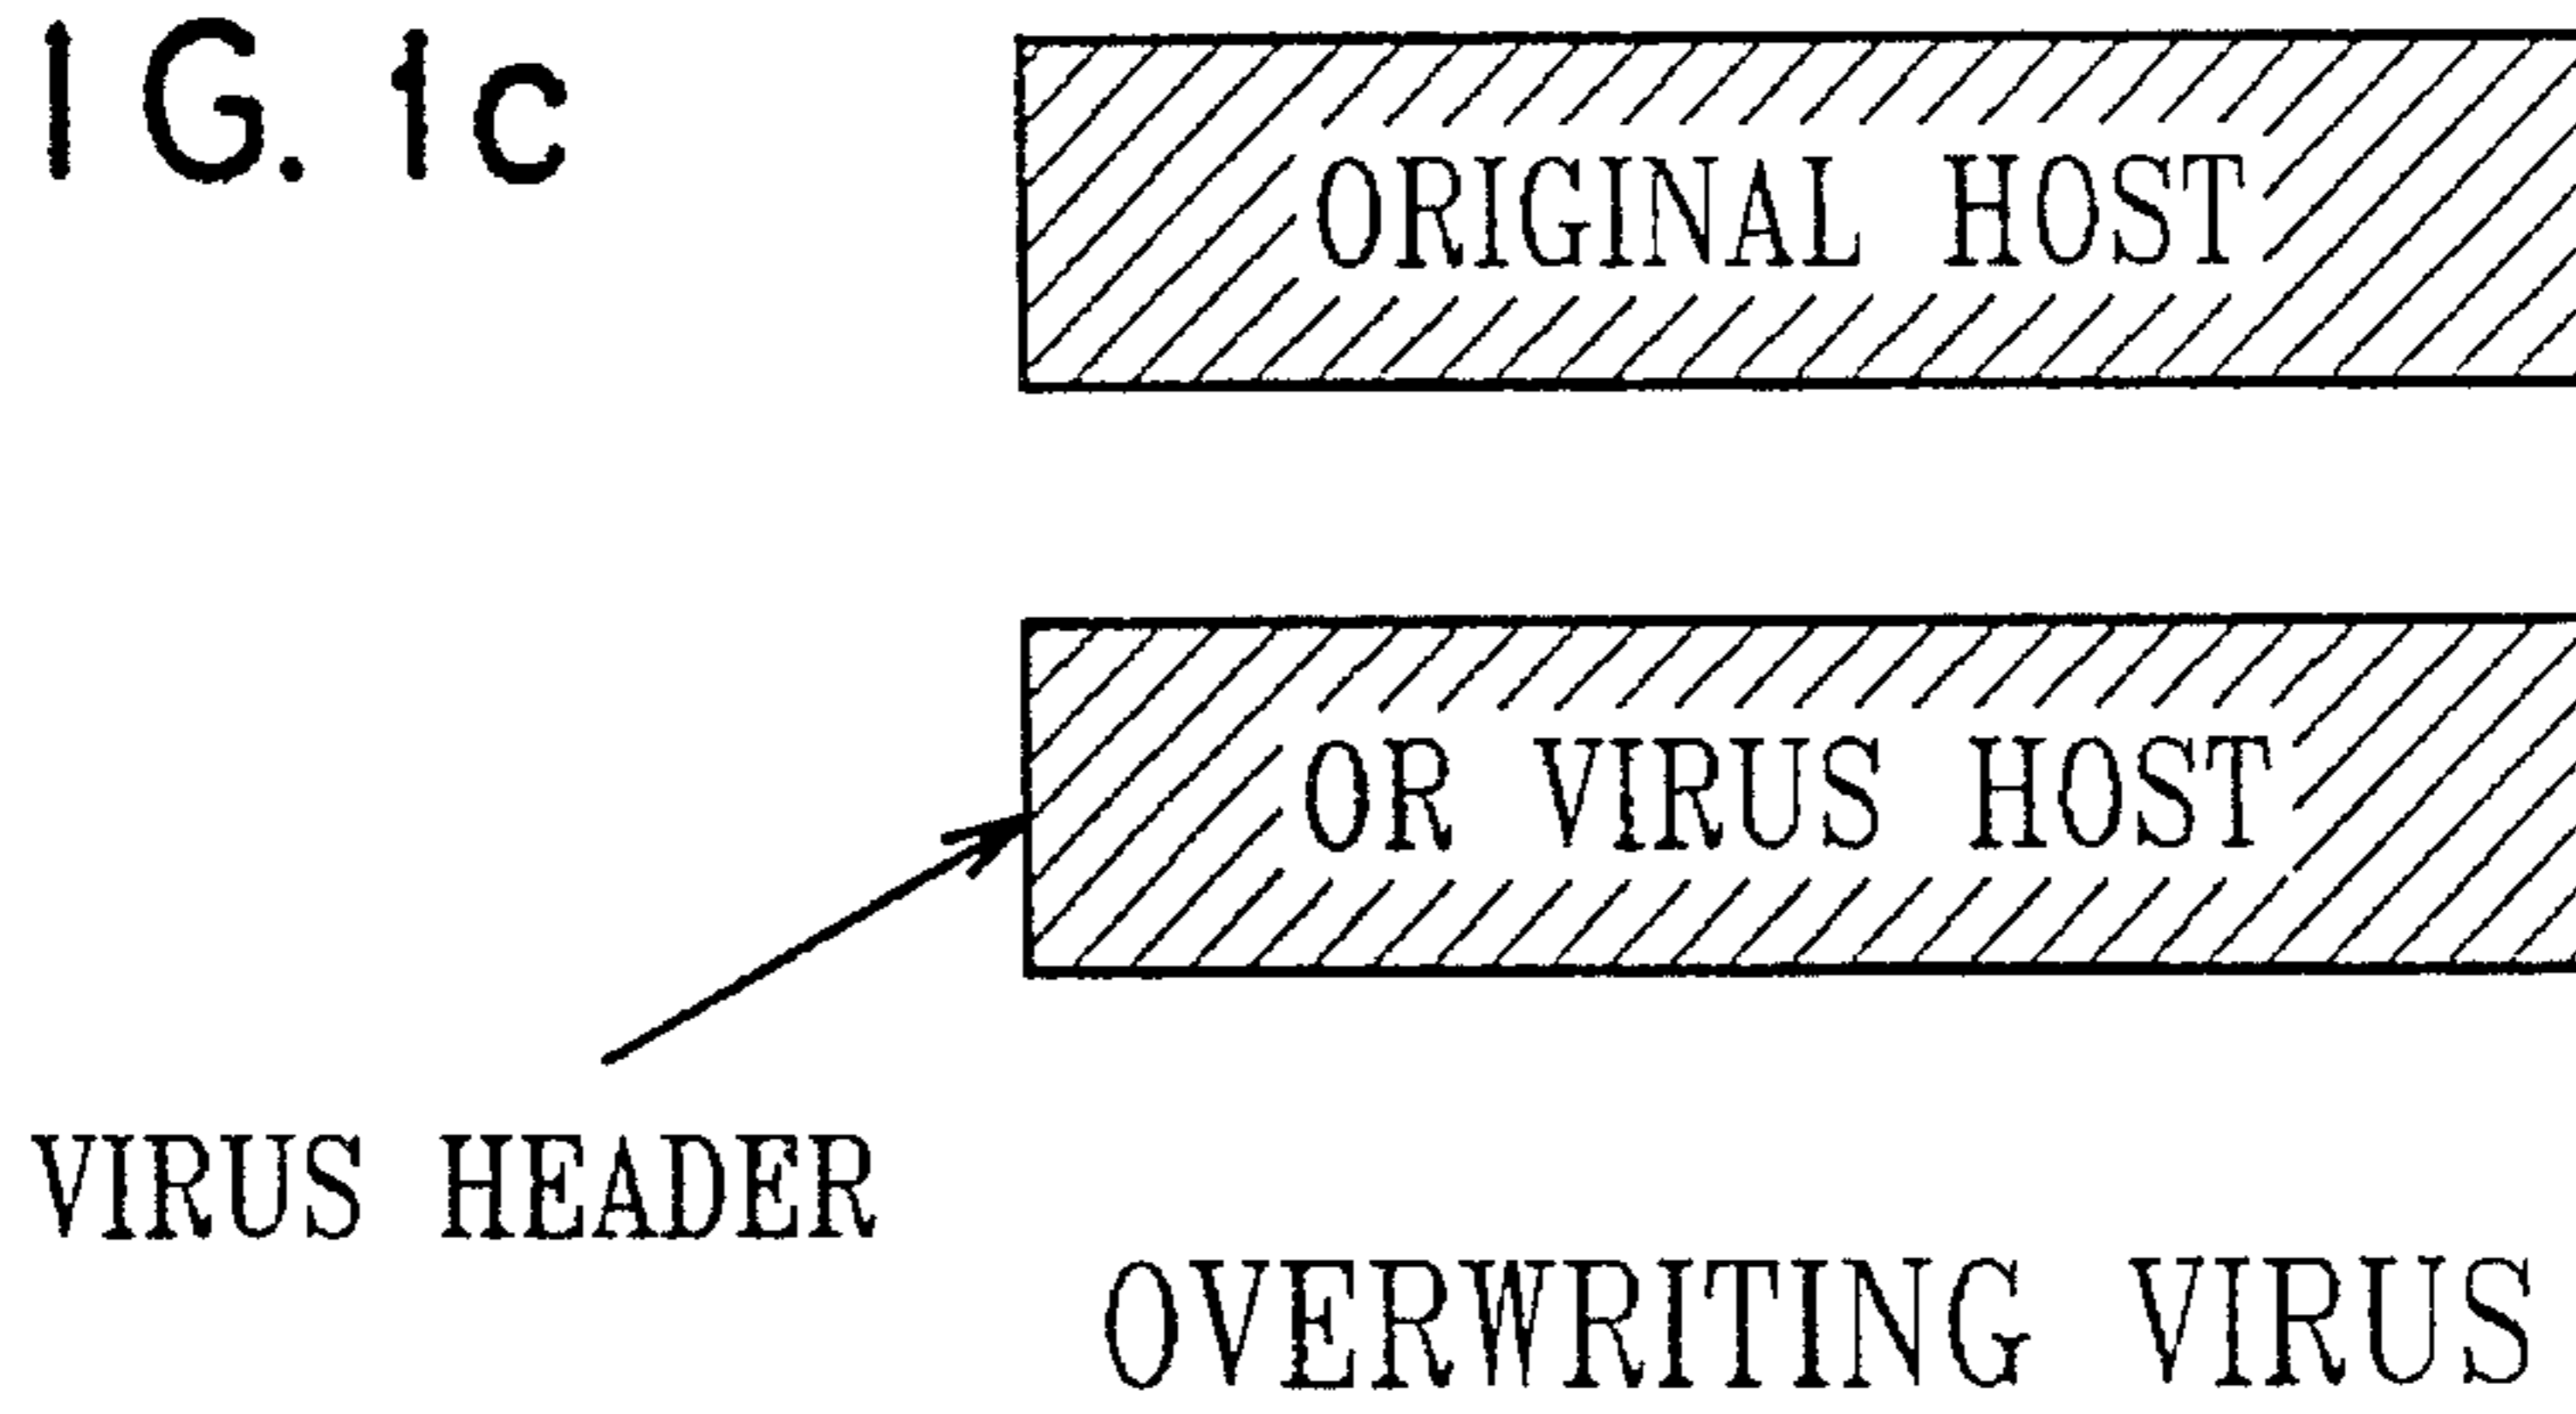 IG. 1c
ORIGINAL HOST
OR VIRUS HOST
VIRUS HEADER
OVERWRITING VIRUS